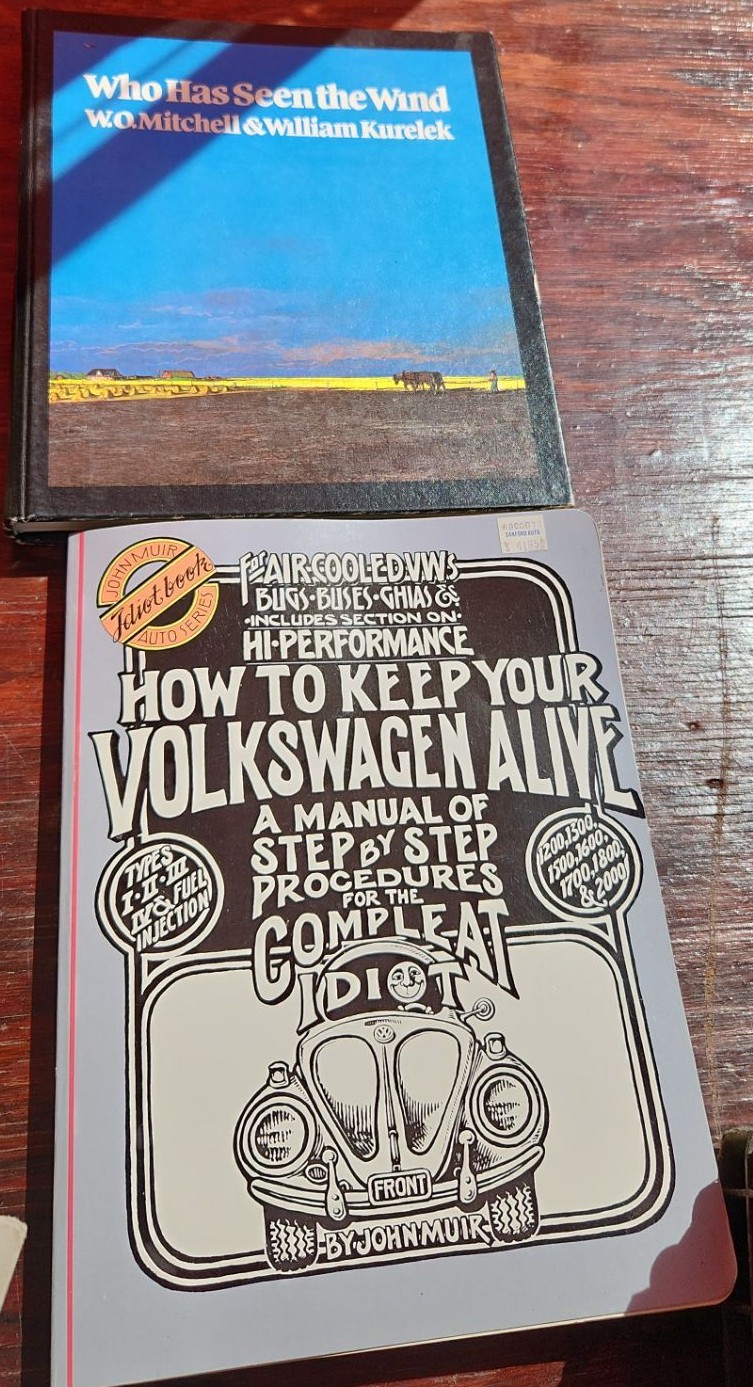 Who Has Seen the Wind
W.O. Mitchell & William Kurelek
SANFORD AUTO
JOHN MUIR
Idiot book
AUTO SERIES
For AIR-COOLED VW's
BUGS • BUSES • GHIAS &c
• INCLUDES SECTION ON •
HI-PERFORMANCE
HOW TO KEEP YOUR
VOLKSWAGEN ALIVE
A MANUAL OF
STEP BY STEP
PROCEDURES
FOR THE
COMPLEAT
IDIOT
TYPES
I • II • III
IV & FUEL
INJECTION
1200, 1300,
1500, 1600,
1700, 1800,
& 2000
FRONT
- BY • JOHN MUIR -